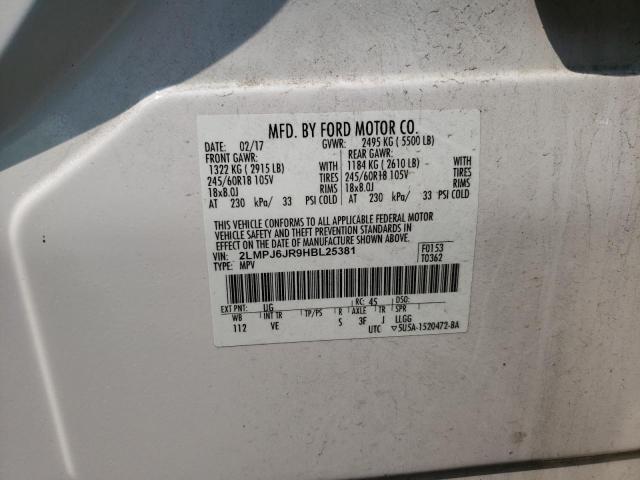 MFD. BY FORD MOTOR CO.
DATE: 02/17 GVWR: 2495 KG ( 5500 LB)
FRONT GAWR: REAR GAWR:
1322 KG ( 2915 LB) WITH 1184 KG ( 2610 LB) WITH
245/60R18 105V TIRES 245/60R18 105V TIRES
18x8.0J RIMS 18x8.0J RIMS
AT 230 kPa/ 33 PSI COLD AT 230 kPa/ 33 PSI COLD
THIS VEHICLE CONFORMS TO ALL APPLICABLE FEDERAL MOTOR
VEHICLE SAFETY AND THEFT PREVENTION STANDARDS IN
EFFECT ON THE DATE OF MANUFACTURE SHOWN ABOVE.
VIN: 2LMPJ6JR9HBL25381 F0153
TYPE: MPV T0362
EXT PNT: UG RC: 45 DSO:
WB INT TR TP/PS R AXLE TR SPR
112 VE S 3F J LLGG
UTC ▽5U5A-1520472-BA